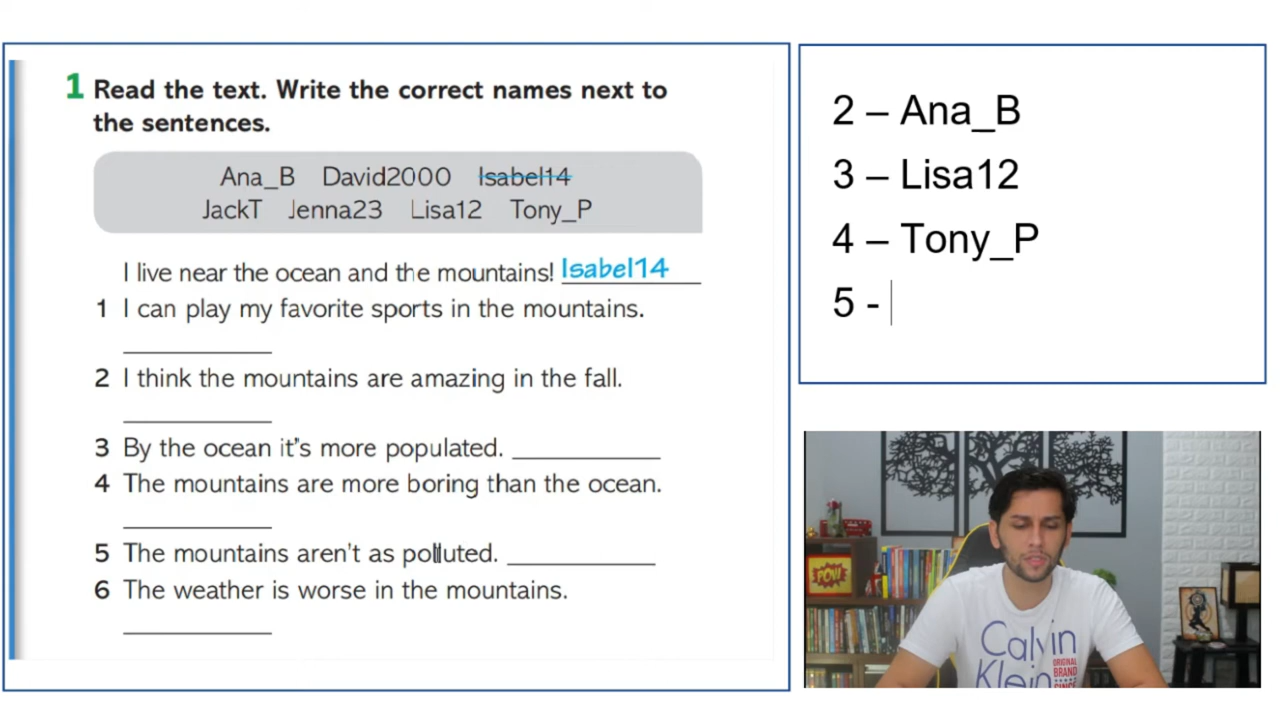 1 Read the text. Write the correct names next to
the sentences.
Ana_B David2000 Isabel14
JackT Jenna23 Lisa12 Tony_P
I live near the ocean and the mountains! Isabel14
1 I can play my favorite sports in the mountains.
2 I think the mountains are amazing in the fall.
3 By the ocean it's more populated.
4 The mountains are more boring than the ocean.
5 The mountains aren't as polluted.
6 The weather is worse in the mountains.
2 – Ana_B
3 – Lisa12
4 – Tony_P
5 -
POW!
Calvin
Klein
ORIGINAL
BRAND
SINCE